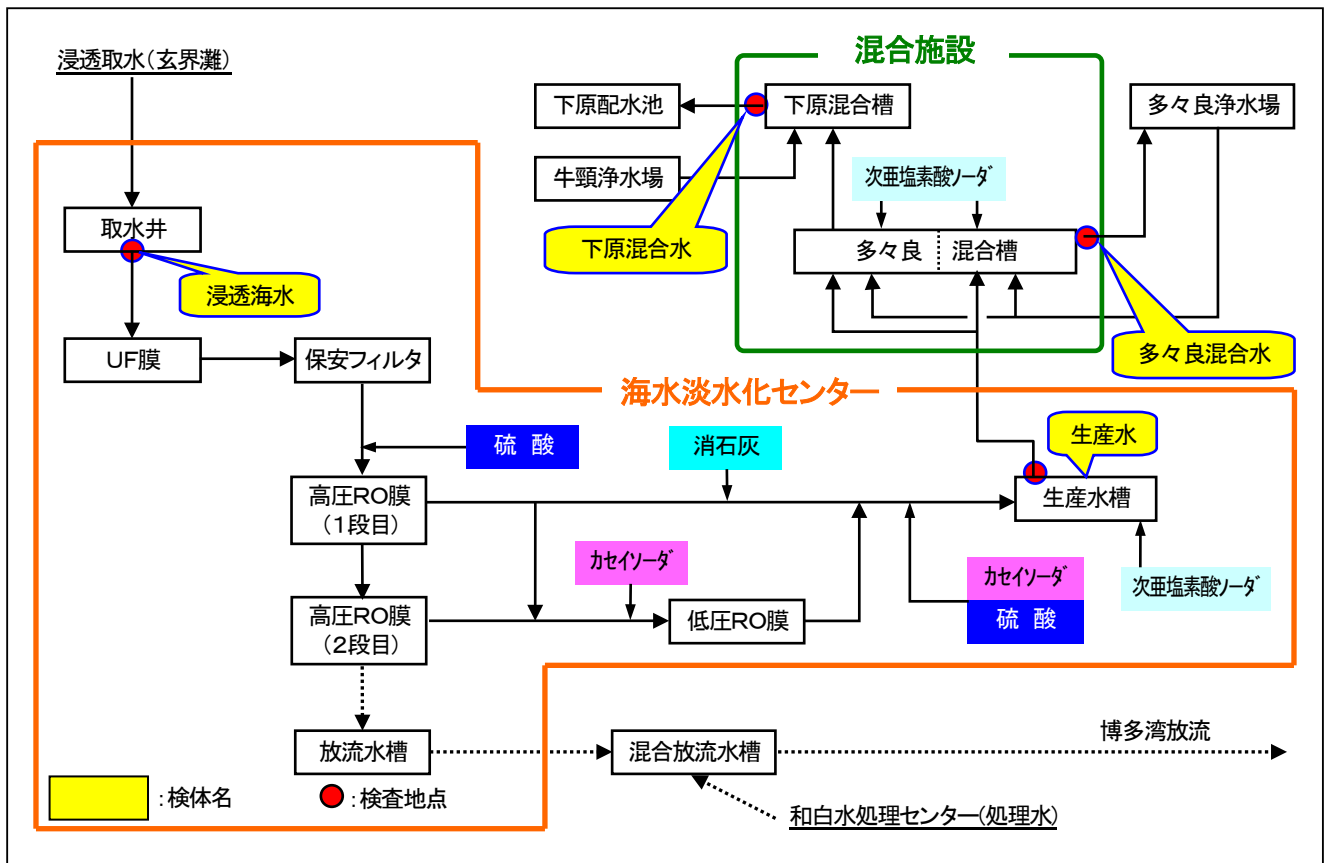 浸透取水(玄界灘)
混合施設
下原配水池
下原混合槽
多々良浄水場
牛頸浄水場
次亜塩素酸ソーダ
取水井
下原混合水
多々良 混合槽
浸透海水
UF膜
保安フィルタ
多々良混合水
海水淡水化センター
硫 酸
消石灰
生産水
高圧RO膜
(1段目)
生産水槽
カセイソーダ
カセイソーダ
硫 酸
次亜塩素酸ソーダ
高圧RO膜
(2段目)
低圧RO膜
放流水槽
混合放流水槽
博多湾放流
:検体名
:検査地点
和白水処理センター(処理水)